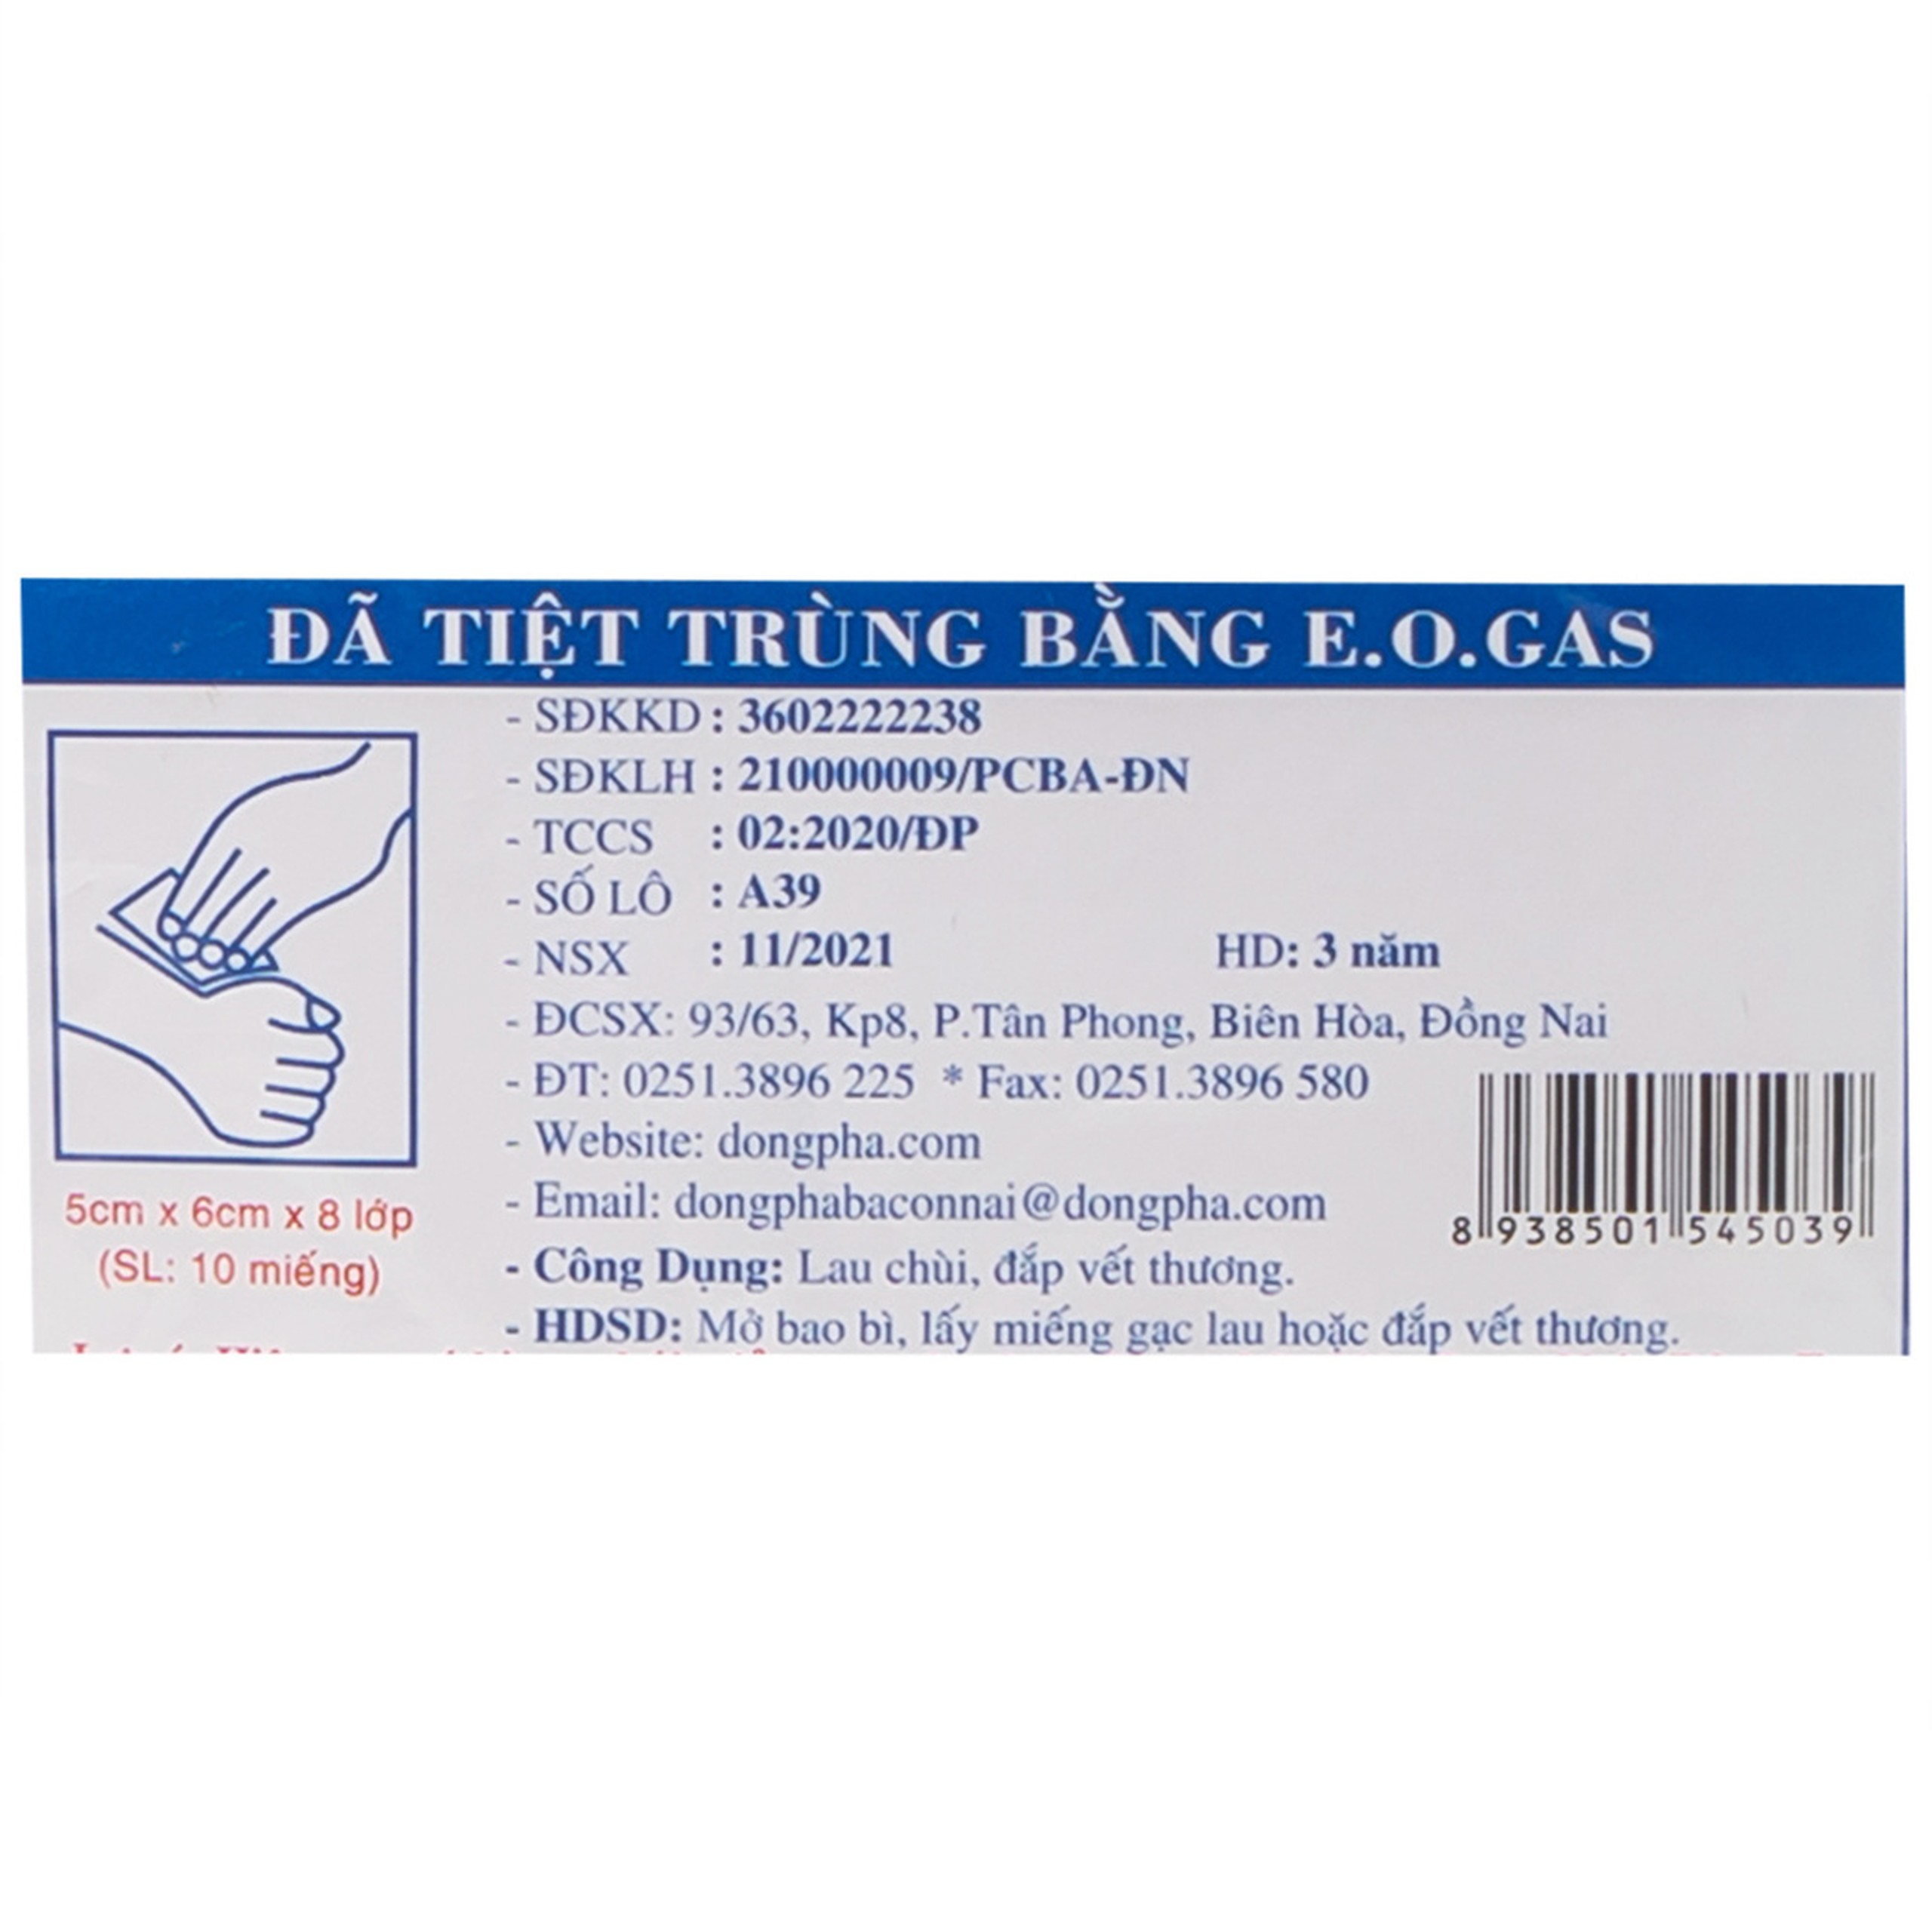 ĐÃ TIỆT TRÙNG BẰNG E.O.GAS
- SĐKKD : 3602222238
- SĐKLH : 210000009/PCBA-ĐN
- TCCS : 02:2020/ĐP
- SỐ LÔ : A39
- NSX : 11/2021 HD: 3 năm
- ĐCSX: 93/63, Kp8, P.Tân Phong, Biên Hòa, Đồng Nai
- ĐT: 0251.3896 225 * Fax: 0251.3896 580
- Website: dongpha.com
- Email: dongphabaconnai@dongpha.com
- Công Dụng: Lau chùi, đắp vết thương.
- HDSD: Mở bao bì, lấy miếng gạc lau hoặc đắp vết thương.
5cm x 6cm x 8 lớp
(SL: 10 miếng)
8 938501 545039